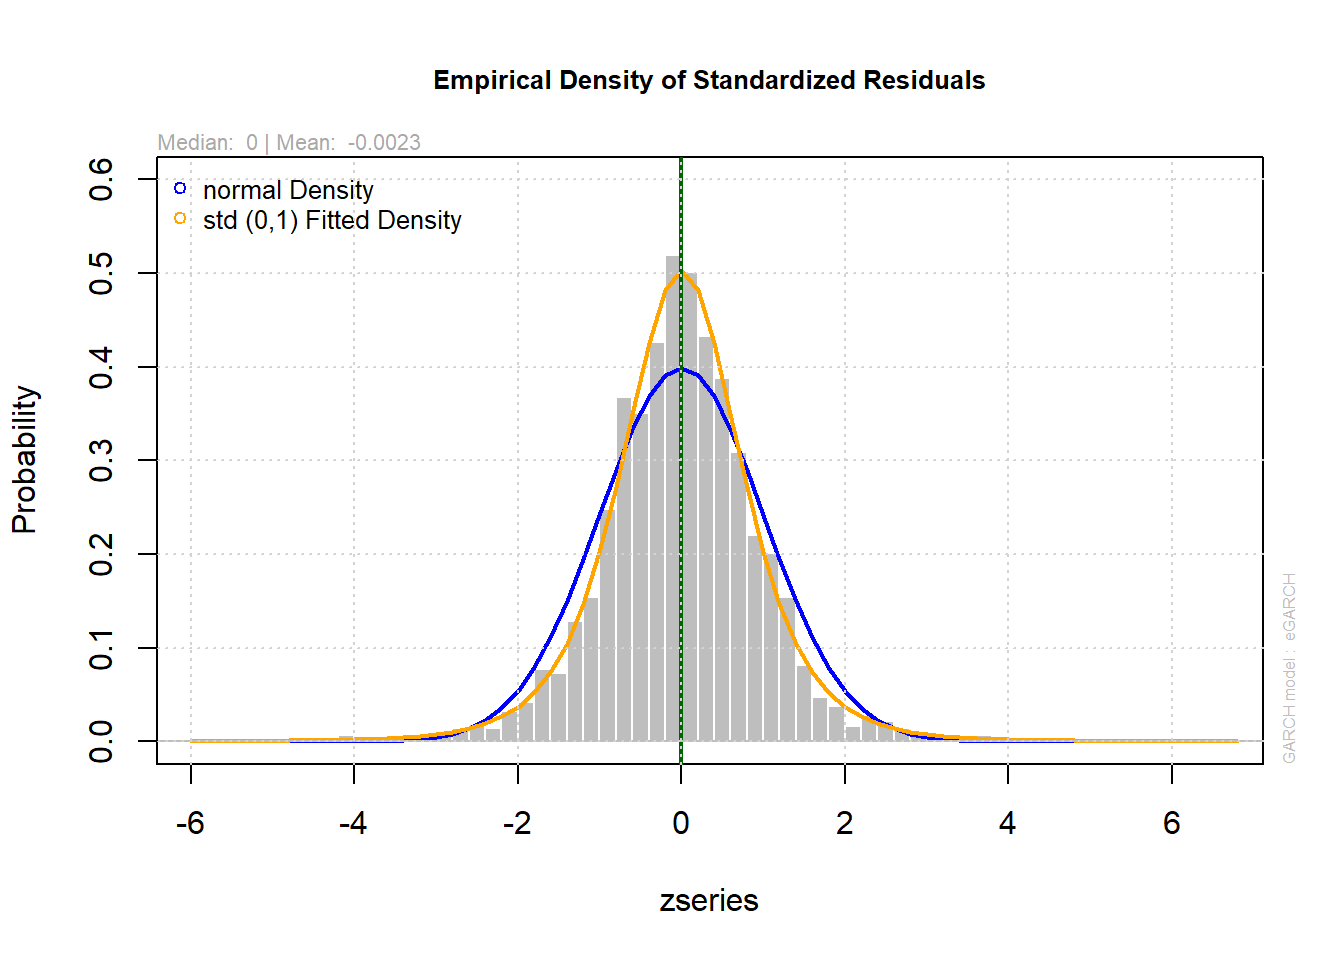 Empirical Density of Standardized Residuals
Median:  0 | Mean:  -0.0023
normal Density
std (0,1) Fitted Density
0.6
0.5
0.4
0.3
0.2
0.1
0.0
Probability
-6 -4 -2 0 2 4 6
zseries
GARCH model :  eGARCH